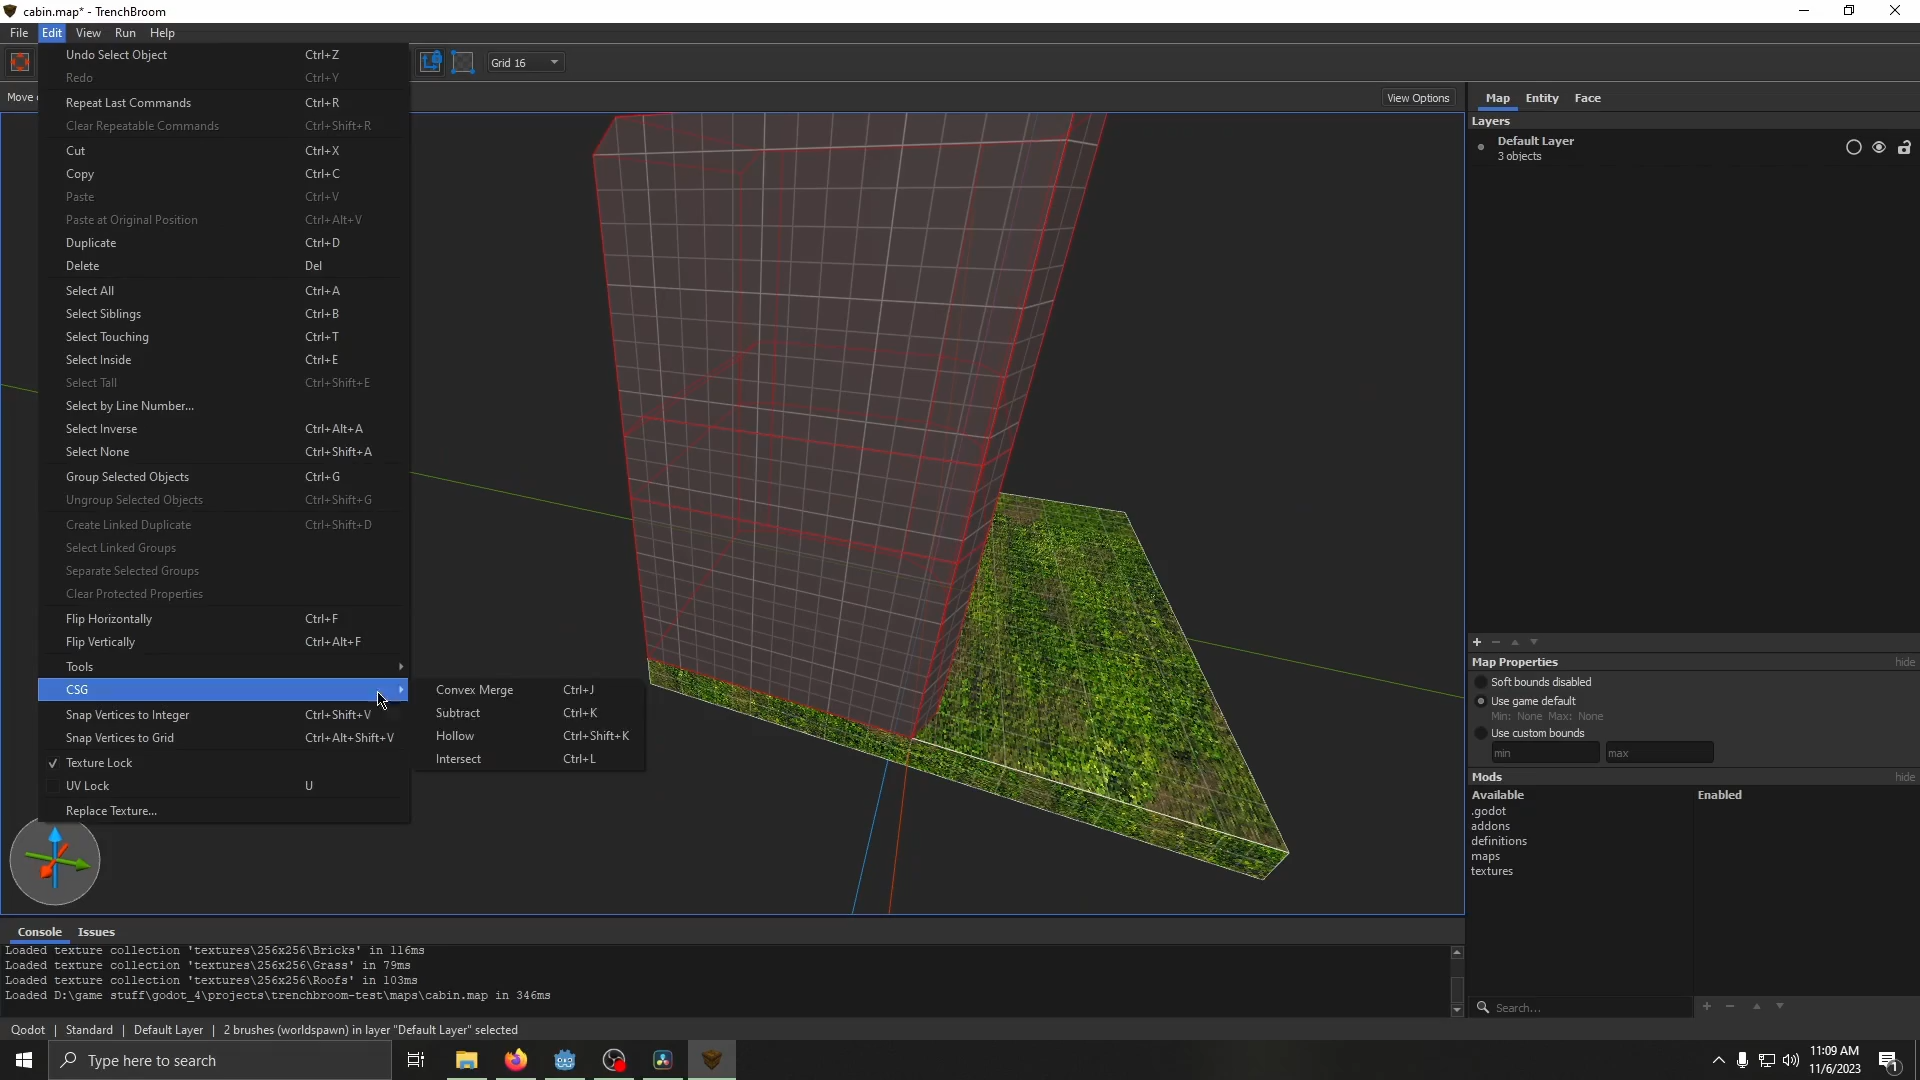 cabin.map* - TrenchBroom
File Edit View Run Help
Undo Select Object Ctrl+Z
Redo Ctrl+Y
Repeat Last Commands Ctrl+R
Clear Repeatable Commands Ctrl+Shift+R
Cut Ctrl+X
Copy Ctrl+C
Paste Ctrl+V
Paste at Original Position Ctrl+Alt+V
Duplicate Ctrl+D
Delete Del
Select All Ctrl+A
Select Siblings Ctrl+B
Select Touching Ctrl+T
Select Inside Ctrl+E
Select Tall Ctrl+Shift+E
Select by Line Number...
Select Inverse Ctrl+Alt+A
Select None Ctrl+Shift+A
Group Selected Objects Ctrl+G
Ungroup Selected Objects Ctrl+Shift+G
Create Linked Duplicate Ctrl+Shift+D
Select Linked Groups
Separate Selected Groups
Clear Protected Properties
Flip Horizontally Ctrl+F
Flip Vertically Ctrl+Alt+F
Tools
CSG
Snap Vertices to Integer Ctrl+Shift+V
Snap Vertices to Grid Ctrl+Alt+Shift+V
Texture Lock
UV Lock U
Replace Texture...
Convex Merge Ctrl+J
Subtract Ctrl+K
Hollow Ctrl+Shift+K
Intersect Ctrl+L
Grid 16
Move
View Options
Map Entity Face
Layers
Default Layer
3 objects
Map Properties hide
Soft bounds disabled
Use game default
Min: None Max: None
Use custom bounds
min max
Mods hide
Available Enabled
.godot
addons
definitions
maps
textures
Search...
Console Issues
Loaded texture collection 'textures\256x256\Bricks' in 116ms
Loaded texture collection 'textures\256x256\Grass' in 79ms
Loaded texture collection 'textures\256x256\Roofs' in 103ms
Loaded D:\game stuff\godot_4\projects\trenchbroom-test\maps\cabin.map in 346ms
Qodot | Standard | Default Layer | 2 brushes (worldspawn) in layer "Default Layer" selected
Type here to search
11:09 AM
11/6/2023
1